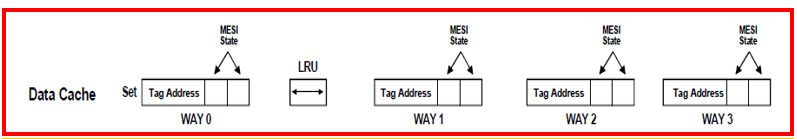 MESI State
MESI State
MESI State
MESI State
LRU
Data Cache Set Tag Address Tag Address Tag Address Tag Address
WAY 0 WAY 1 WAY 2 WAY 3